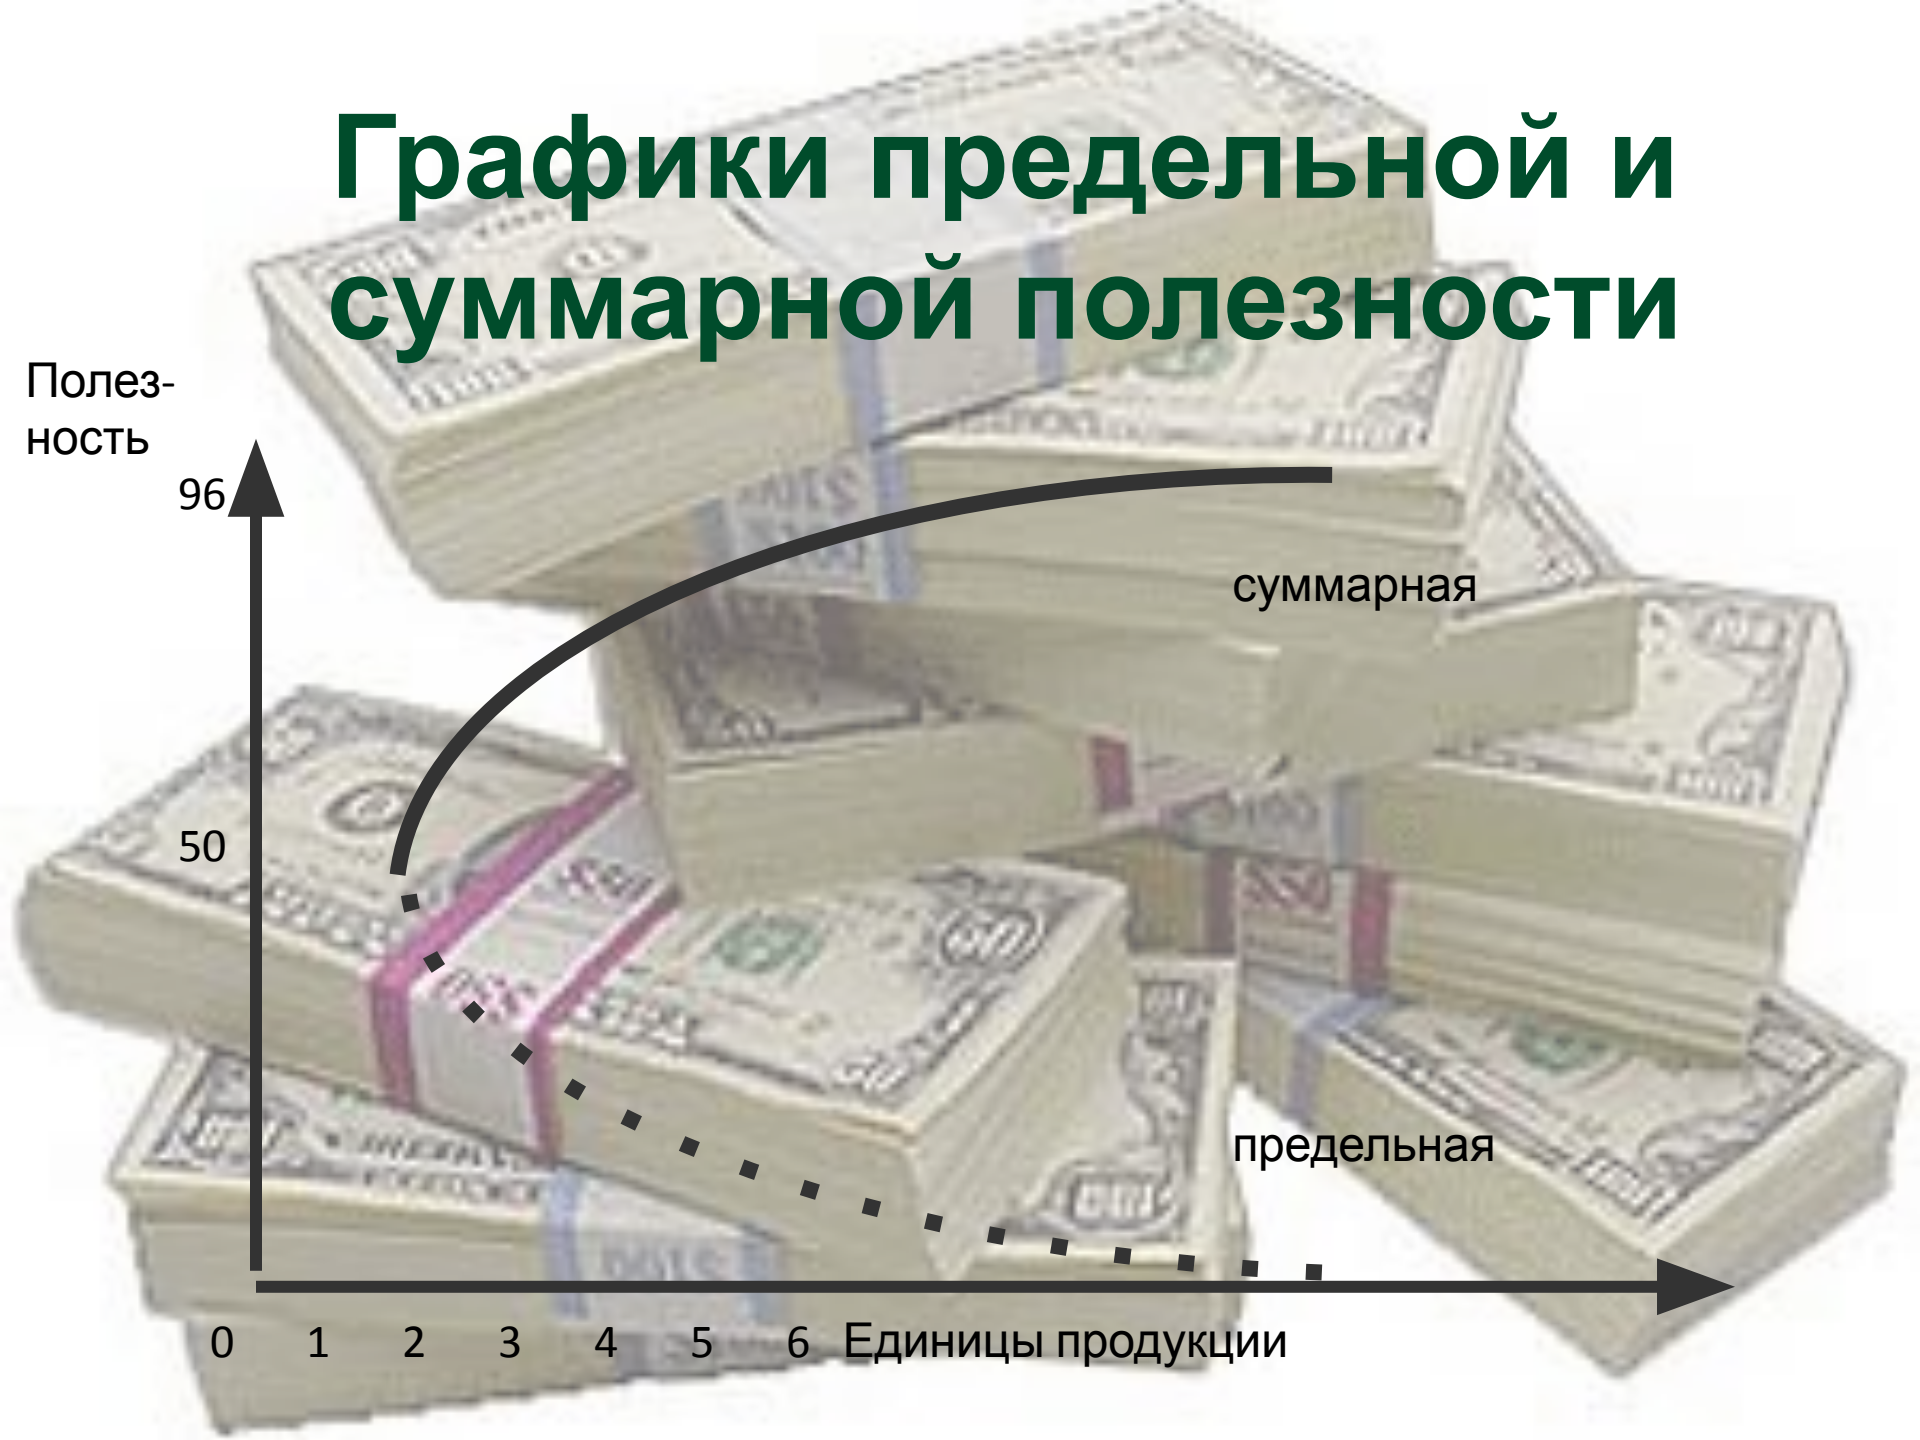 Графики предельной и
суммарной полезности
Полез-
ность
96
суммарная
50
предельная
0 1 2 3 4 5 6 Единицы продукции